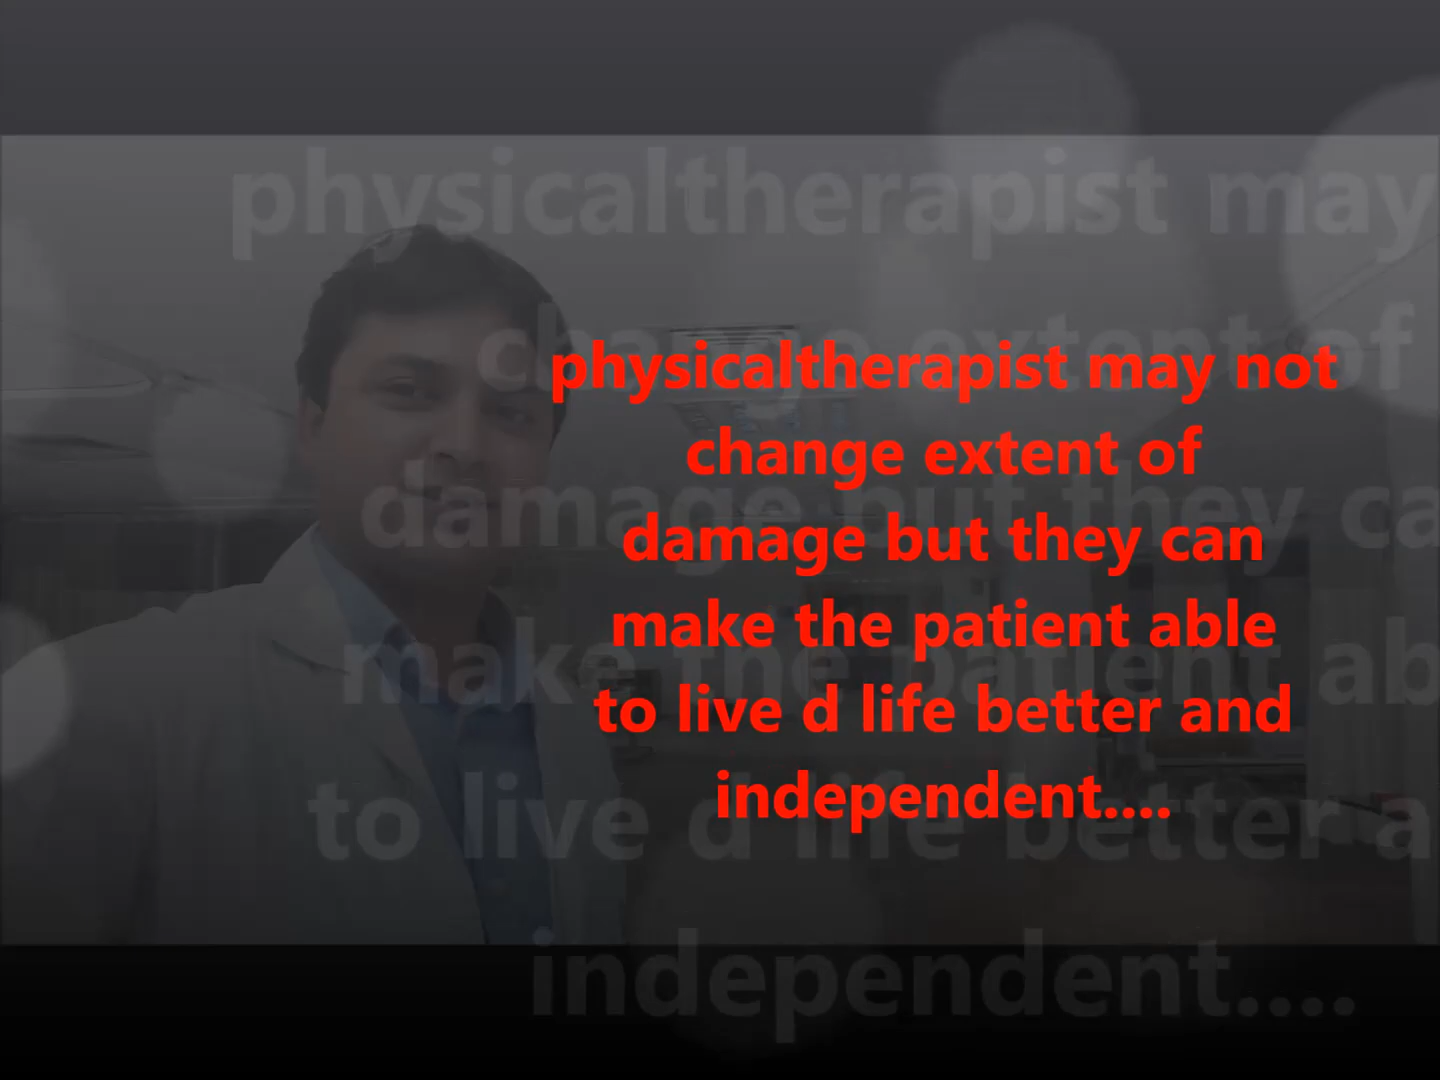 physicaltherapist may not
change extent of
damage but they can
make the patient able
to live d life better and
independent....